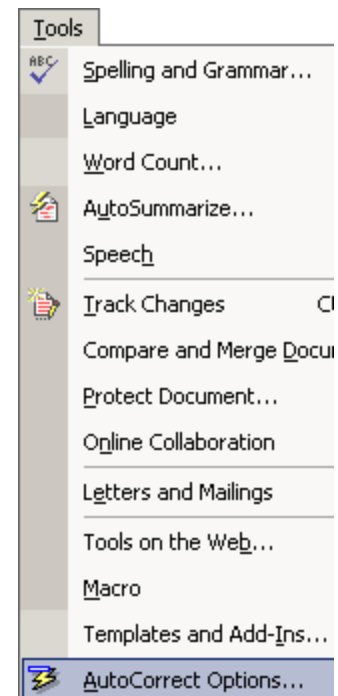 Tools
ABC
Spelling and Grammar...
Language
Word Count...
AutoSummarize...
Speech
Track Changes
Compare and Merge
Protect Document...
Online Collaboration
Letters and Mailings
Tools on the Web...
Macro
Templates and Add-Ins...
AutoCorrect Options...